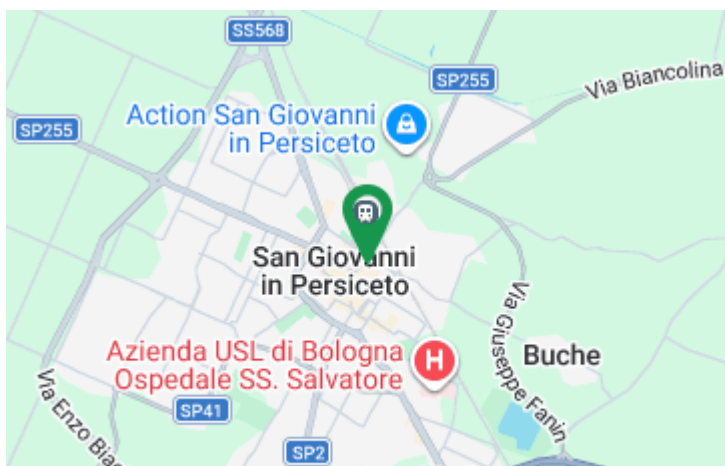 SS568
SP255
Via Biancolina
Action San Giovanni
in Persiceto
SP255
San Giovanni
in Persiceto
Via Giuseppe Fanin
Buche
Azienda USL di Bologna
Ospedale SS. Salvatore
H
SP41
Via Enzo
SP2